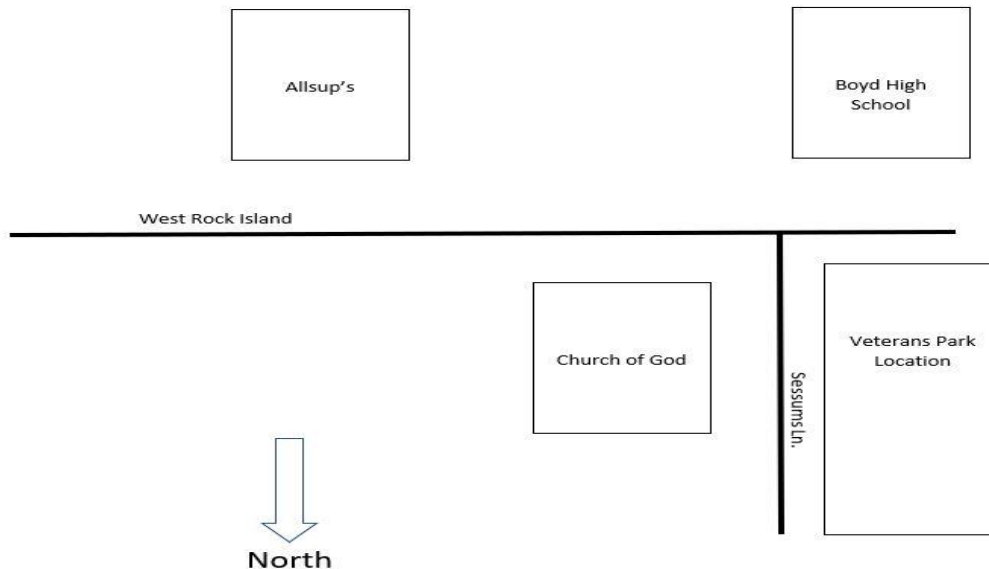 Allsup's
Boyd High
School
West Rock Island
Church of God
Veterans Park
Location
Sessums Ln.
North